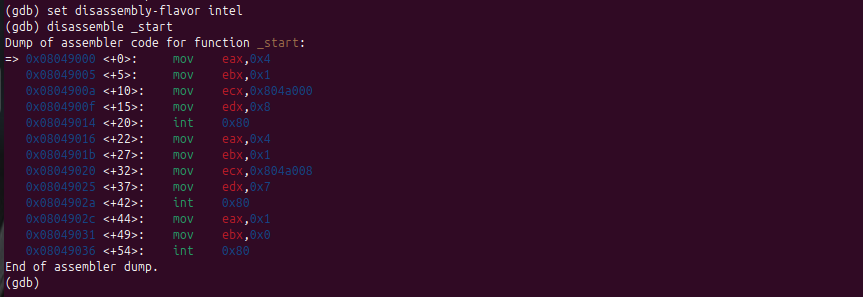 (gdb) set disassembly-flavor intel
(gdb) disassemble _start
Dump of assembler code for function _start:
=> 0x08049000 <+0>:     mov    eax,0x4
   0x08049005 <+5>:     mov    ebx,0x1
   0x0804900a <+10>:    mov    ecx,0x804a000
   0x0804900f <+15>:    mov    edx,0x8
   0x08049014 <+20>:    int    0x80
   0x08049016 <+22>:    mov    eax,0x4
   0x0804901b <+27>:    mov    ebx,0x1
   0x08049020 <+32>:    mov    ecx,0x804a008
   0x08049025 <+37>:    mov    edx,0x7
   0x0804902a <+42>:    int    0x80
   0x0804902c <+44>:    mov    eax,0x1
   0x08049031 <+49>:    mov    ebx,0x0
   0x08049036 <+54>:    int    0x80
End of assembler dump.
(gdb)